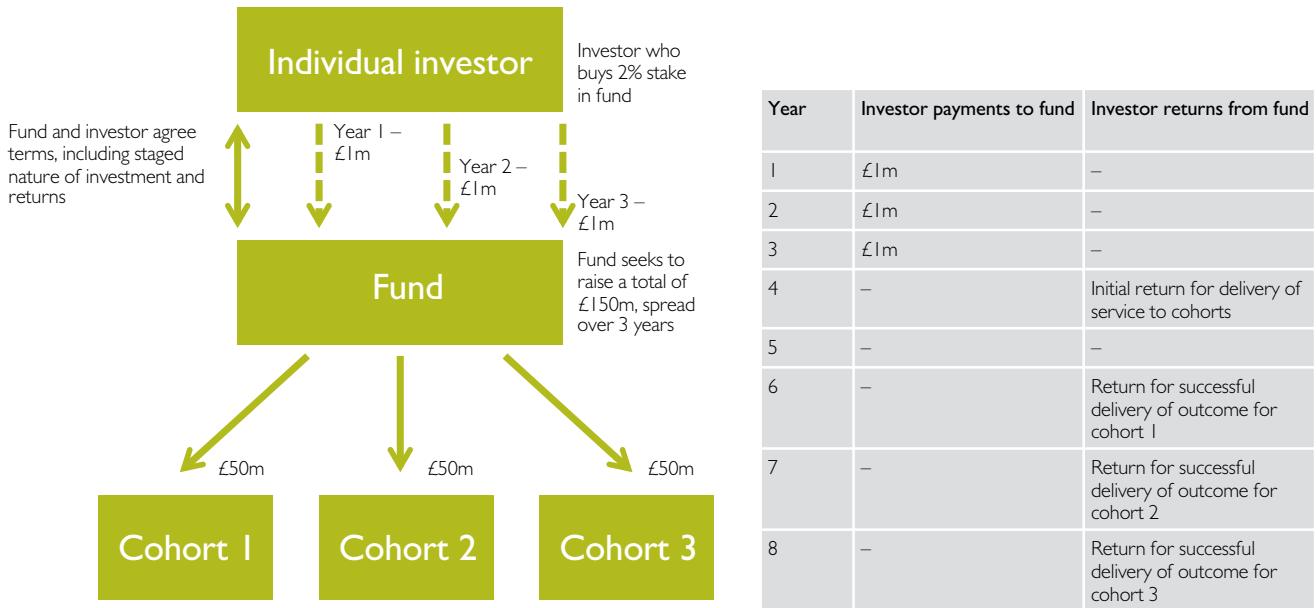 Individual investor
Investor who
buys 2% stake
in fund
Fund and investor agree
terms, including staged
nature of investment and
returns
Year 1 –
£1m
Year 2 –
£1m
Year 3 –
£1m
Fund
Fund seeks to
raise a total of
£150m, spread
over 3 years
£50m
£50m
£50m
Cohort 1
Cohort 2
Cohort 3
Year Investor payments to fund Investor returns from fund
1 £1m –
2 £1m –
3 £1m –
4 – Initial return for delivery of
service to cohorts
5 – –
6 – Return for successful
delivery of outcome for
cohort 1
7 – Return for successful
delivery of outcome for
cohort 2
8 – Return for successful
delivery of outcome for
cohort 3